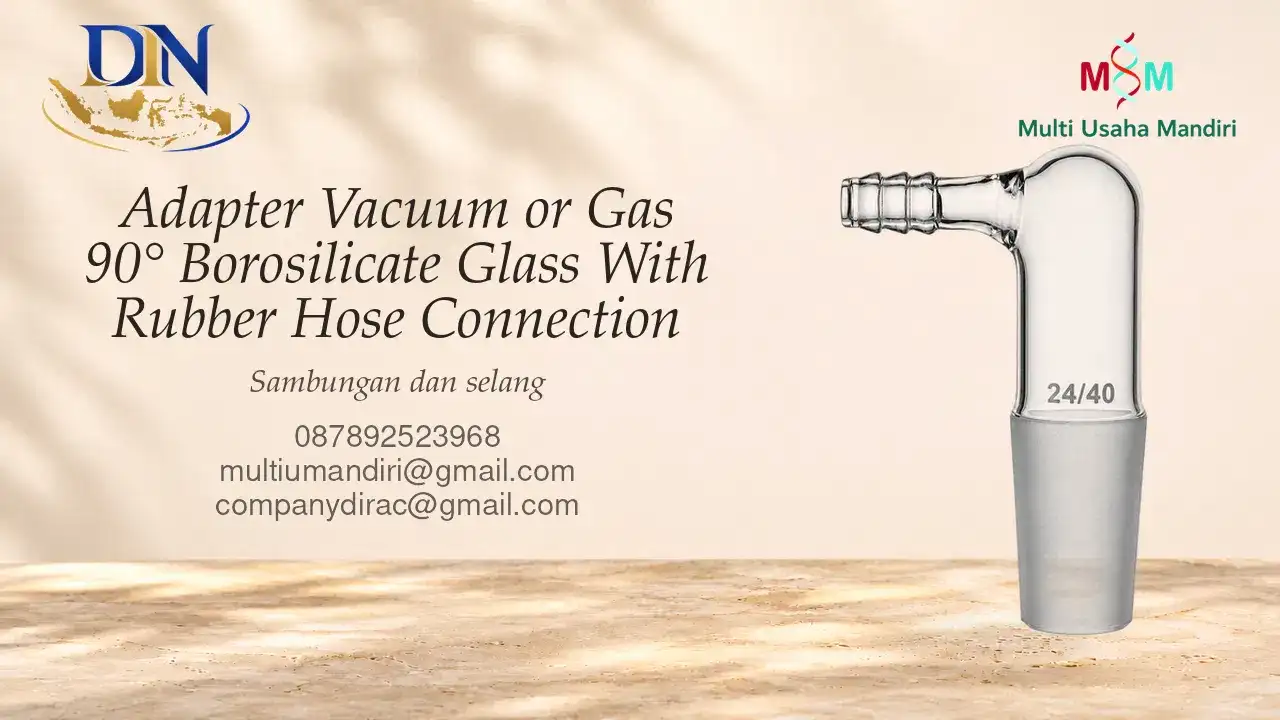 DIN
MSM
Multi Usaha Mandiri
Adapter Vacuum or Gas
90° Borosilicate Glass With
Rubber Hose Connection
Sambungan dan selang
087892523968
multiumandiri@gmail.com
companydirac@gmail.com
24/40